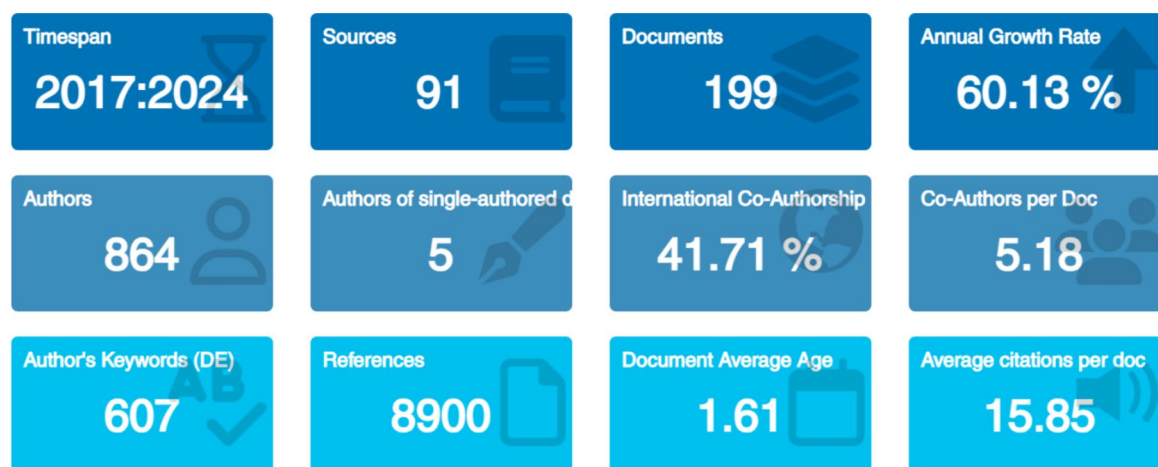 Timespan
2017:2024
Sources
91
Documents
199
Annual Growth Rate
60.13 %
Authors
864
Authors of single-authored d
5
International Co-Authorship
41.71 %
Co-Authors per Doc
5.18
Author's Keywords (DE)
AB
607
References
8900
Document Average Age
1.61
Average citations per doc
15.85